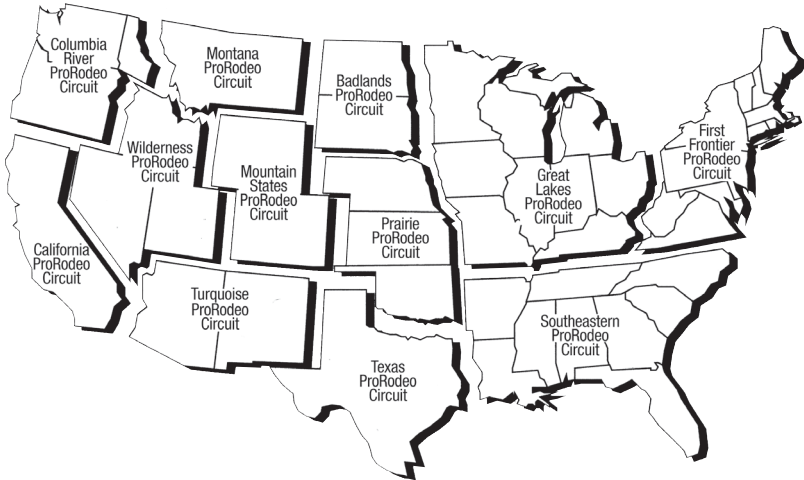 Columbia
River
ProRodeo
Circuit
Montana
ProRodeo
Circuit
Badlands
ProRodeo
Circuit
First
Frontier
ProRodeo
Circuit
Wilderness
ProRodeo
Circuit
Mountain
States
ProRodeo
Circuit
Great
Lakes
ProRodeo
Circuit
Prairie
ProRodeo
Circuit
California
ProRodeo
Circuit
Turquoise
ProRodeo
Circuit
Southeastern
ProRodeo
Circuit
Texas
ProRodeo
Circuit